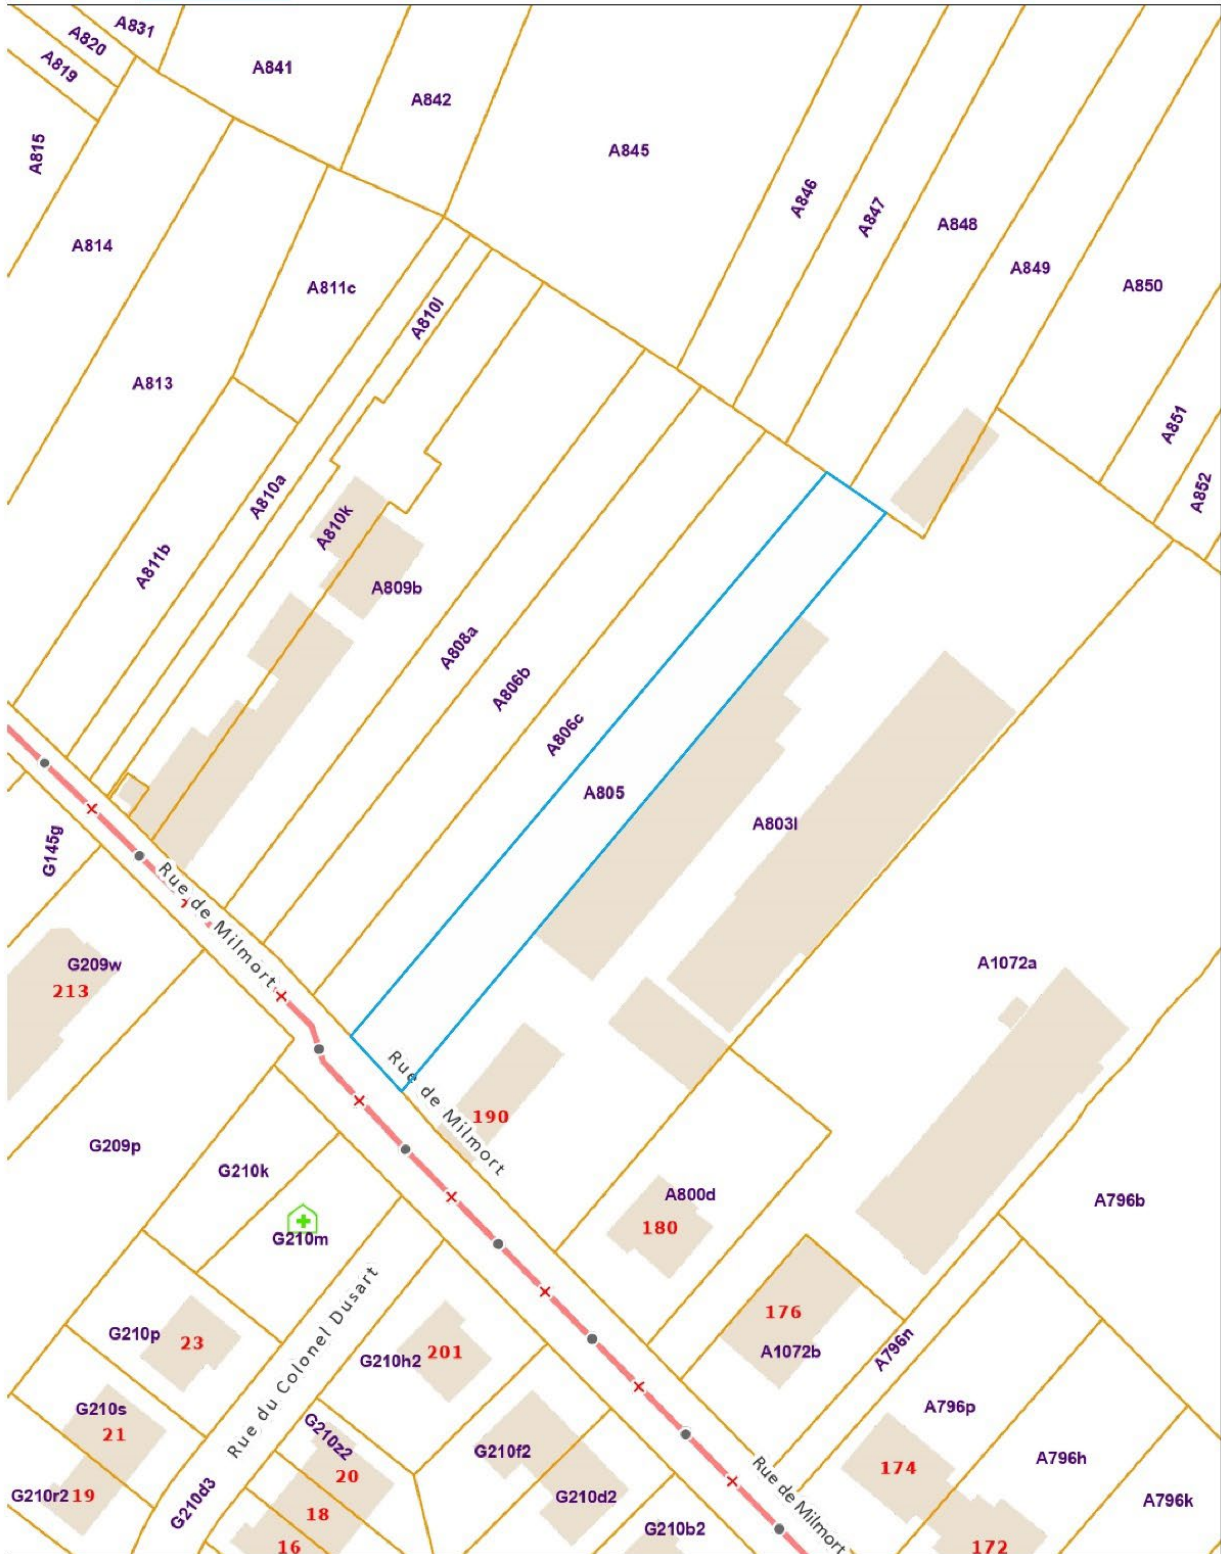 A831
A820
A819
A841
A842
A815
A845
A846
A847
A848
A814
A849
A850
A811c
A810l
A813
A851
A852
A810a
A810k
A811b
A809b
A808a
A806b
A806c
A805
A803l
G145g
Rue de Milmort
G209w
213
A1072a
Rue de Milmort
190
G209p
G210k
A800d
180
A796b
G210m
Rue du Colonel Dusart
G210p
23
G210h2
201
176
A1072b
A796n
G210s
21
G210z2
A796p
G210f2
A796h
174
Rue de Milmort
G210r2
19
G210d3
20
18
16
G210d2
G210b2
A796k
172